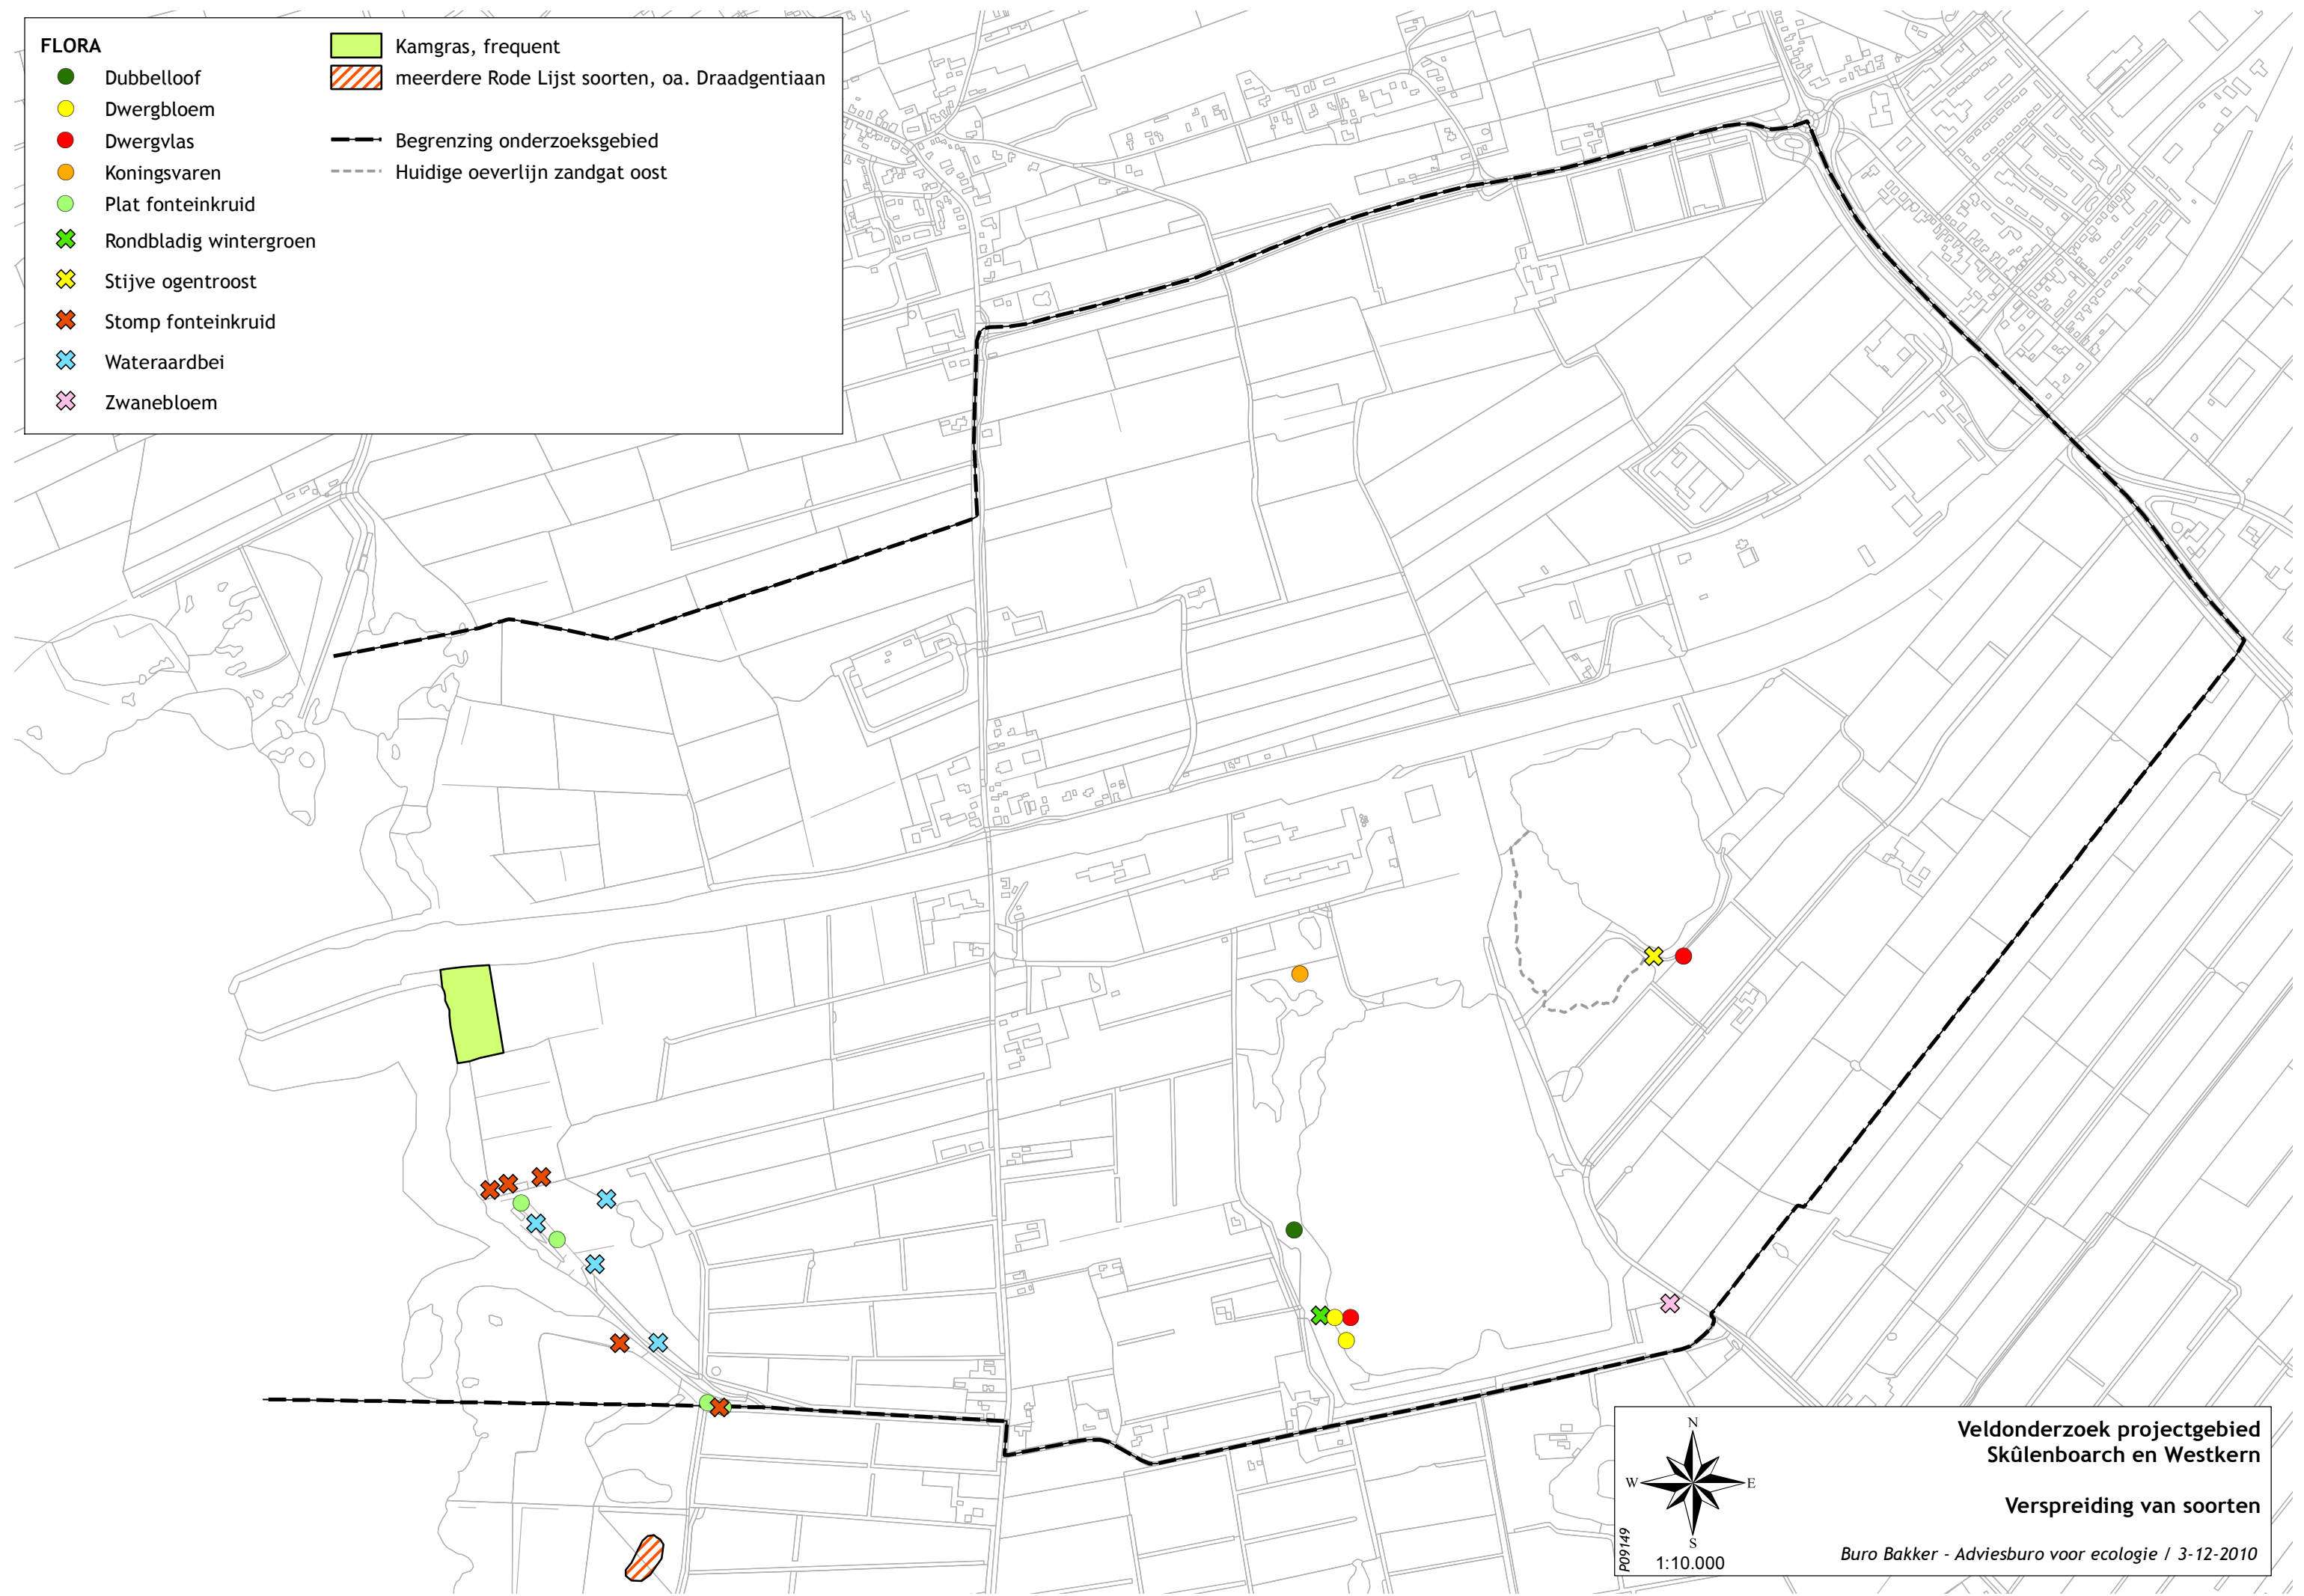 FLORA
Dubbelloof
Dwergbloem
Dwergvlas
Koningsvaren
Plat fonteinkruid
Rondbladig wintergroen
Stijve ogentroost
Stomp fonteinkruid
Wateraardbei
Zwanebloem
Kamgras, frequent
meerdere Rode Lijst soorten, oa. Draadgentiaan
Begrenzing onderzoeksgebied
Huidige oeverlijn zandgat oost
N
W E
S
1:10.000
P09149
Veldonderzoek projectgebied
Skûlenboarch en Westkern
Verspreiding van soorten
Buro Bakker - Adviesburo voor ecologie / 3-12-2010